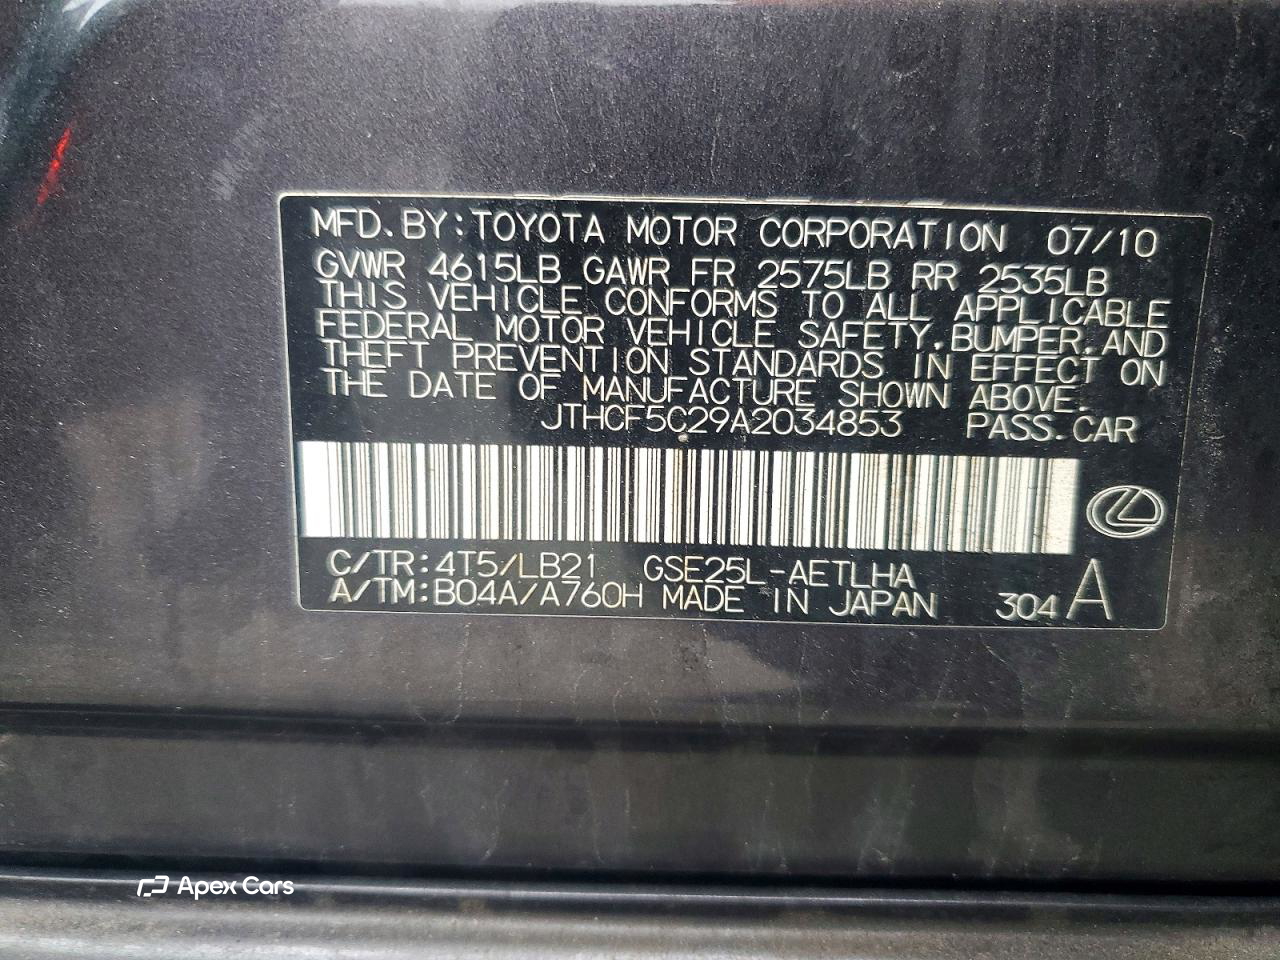 MFD. BY: TOYOTA MOTOR CORPORATION 07/10
GVWR 4615LB GAWR FR 2575LB RR 2535LB
THIS VEHICLE CONFORMS TO ALL APPLICABLE
FEDERAL MOTOR VEHICLE SAFETY, BUMPER, AND
THEFT PREVENTION STANDARDS IN EFFECT ON
THE DATE OF MANUFACTURE SHOWN ABOVE.
JTHCF5C29A2034853 PASS. CAR
C/TR: 4T5/LB21 GSE25L-AETLHA
A/TM: B04A/A760H MADE IN JAPAN 304 A
Apex Cars